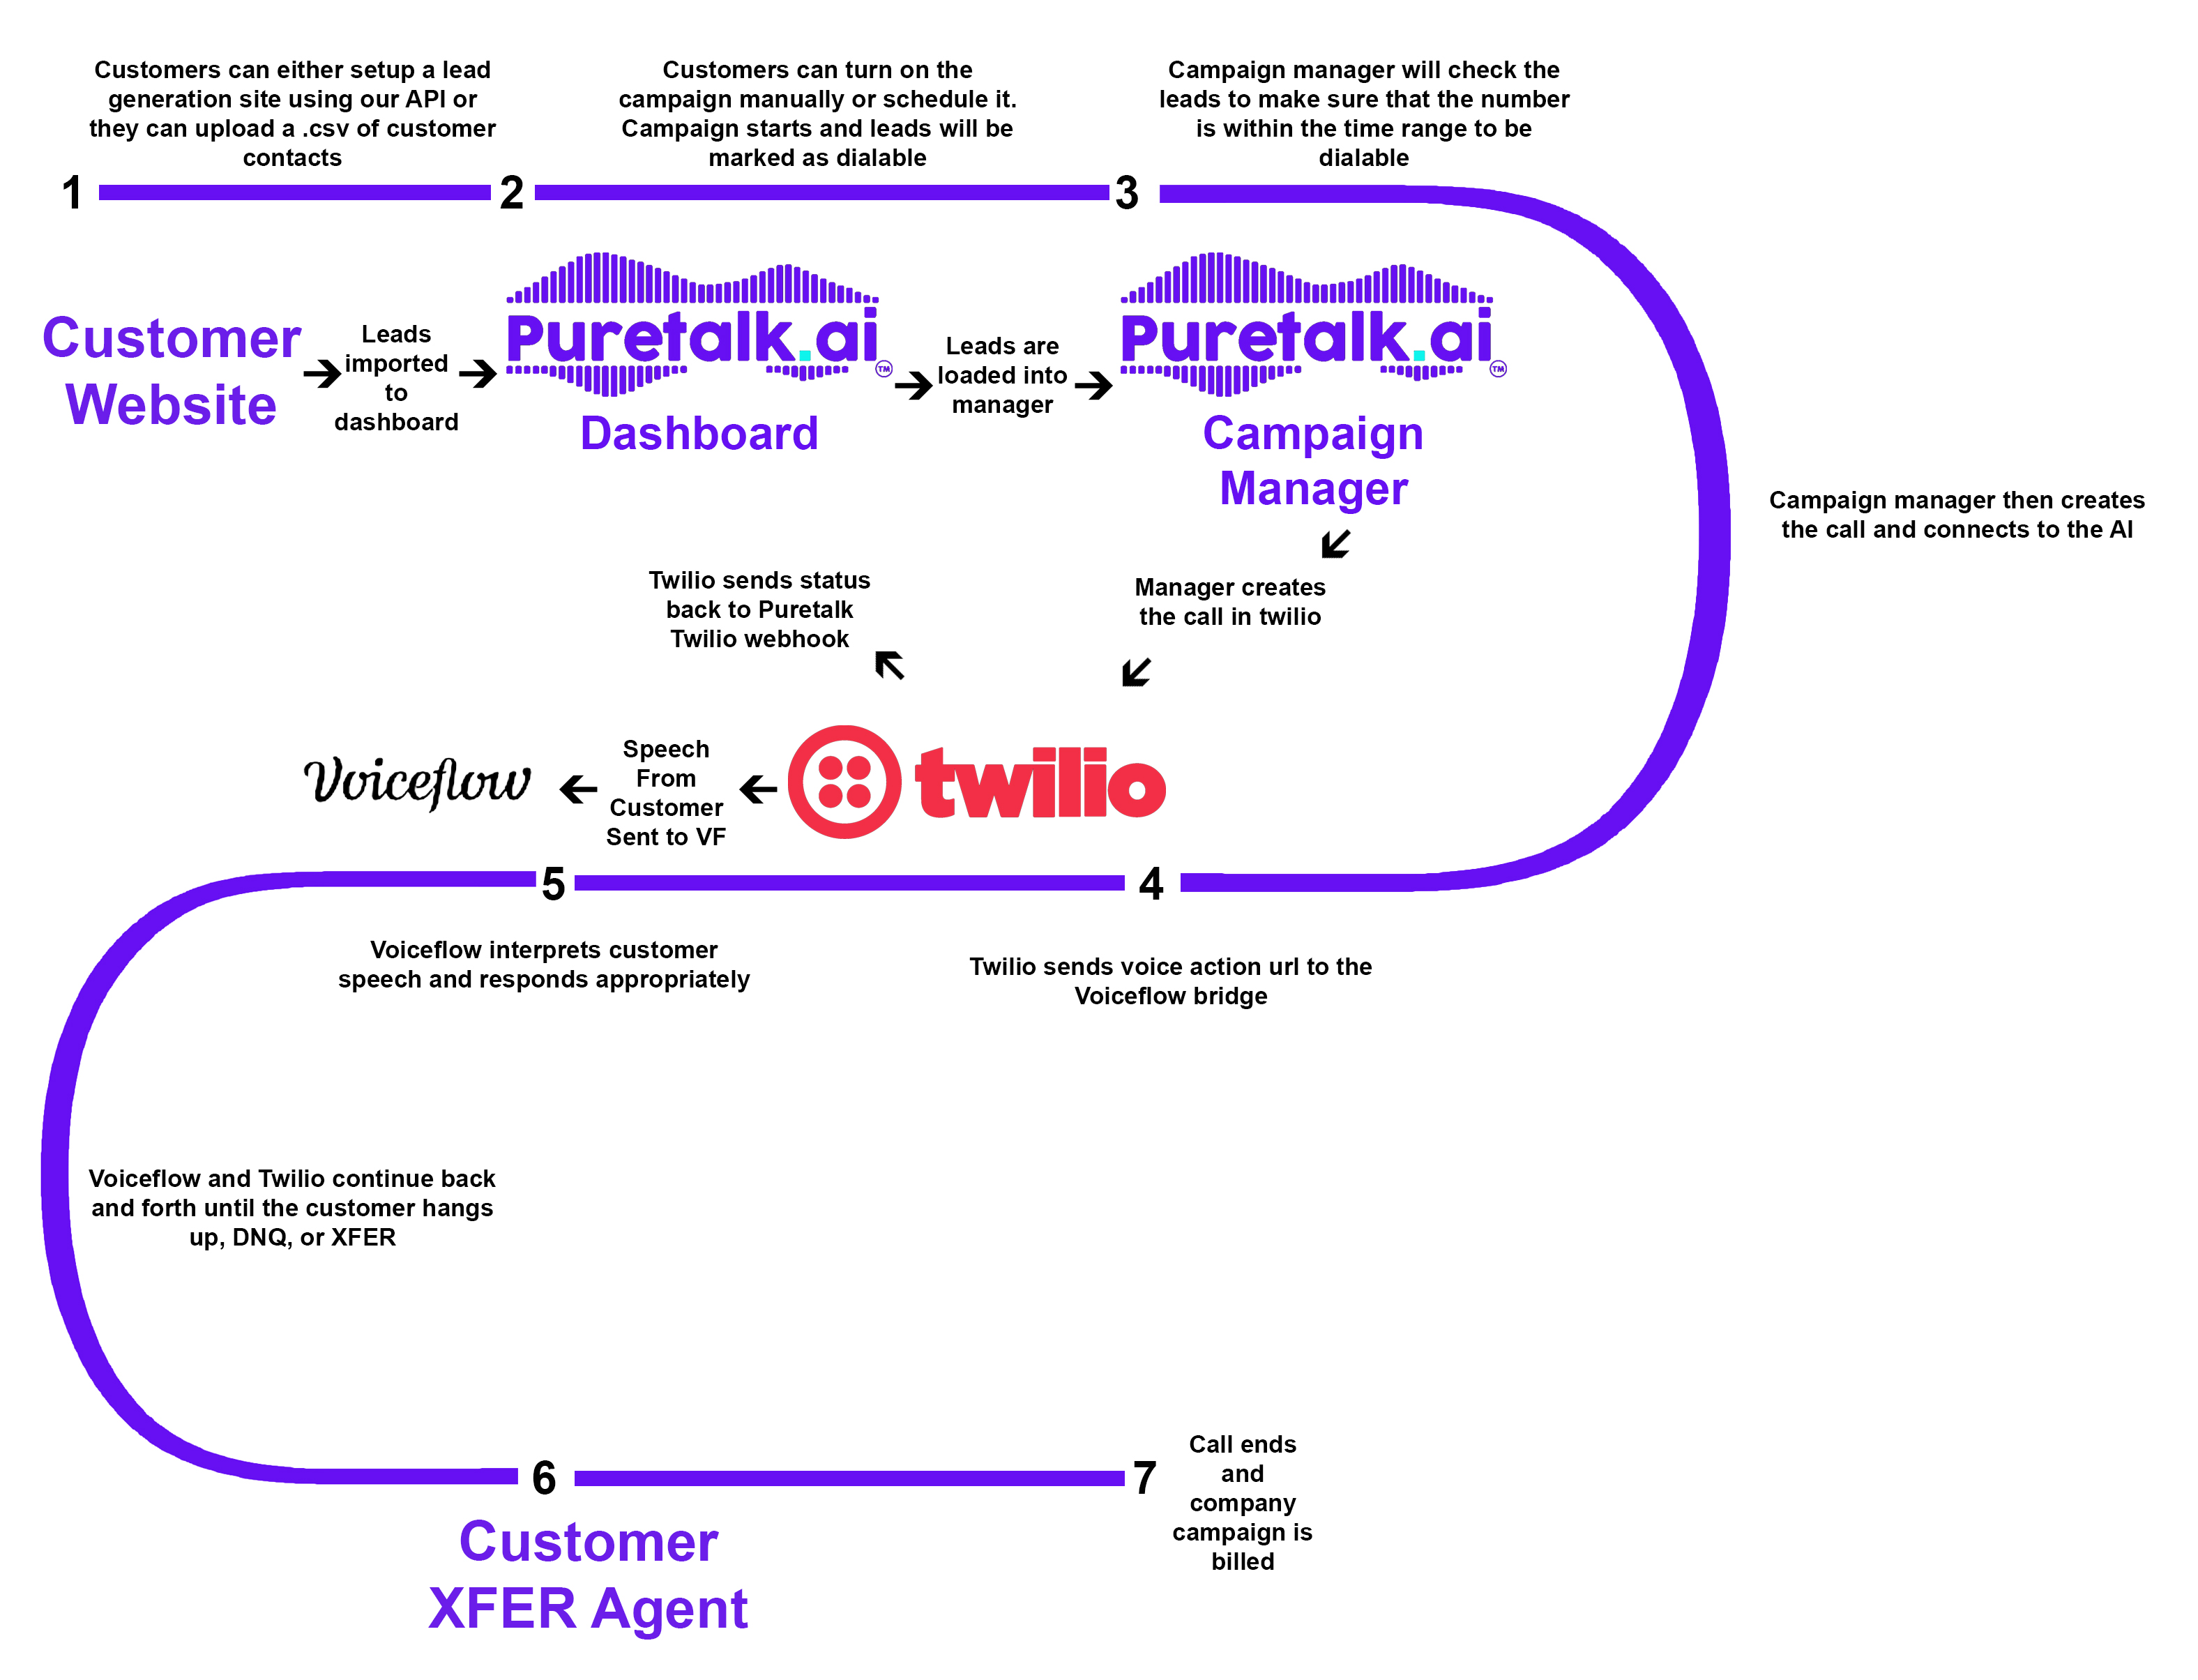 Customers can either setup a lead
generation site using our API or
they can upload a .csv of customer
contacts
Customers can turn on the
campaign manually or schedule it.
Campaign starts and leads will be
marked as dialable
Campaign manager will check the
leads to make sure that the number
is within the time range to be
dialable
1
2
3
Customer
Website
Leads
imported
to
dashboard
Puretalk.ai
TM
Dashboard
Leads are
loaded into
manager
Puretalk.ai
TM
Campaign
Manager
Campaign manager then creates
the call and connects to the AI
Manager creates
the call in twilio
Twilio sends status
back to Puretalk
Twilio webhook
twilio
Speech
From
Customer
Sent to VF
Voiceflow
5
4
Voiceflow interprets customer
speech and responds appropriately
Twilio sends voice action url to the
Voiceflow bridge
Voiceflow and Twilio continue back
and forth until the customer hangs
up, DNQ, or XFER
6
7
Call ends
and
company
campaign is
billed
Customer
XFER Agent